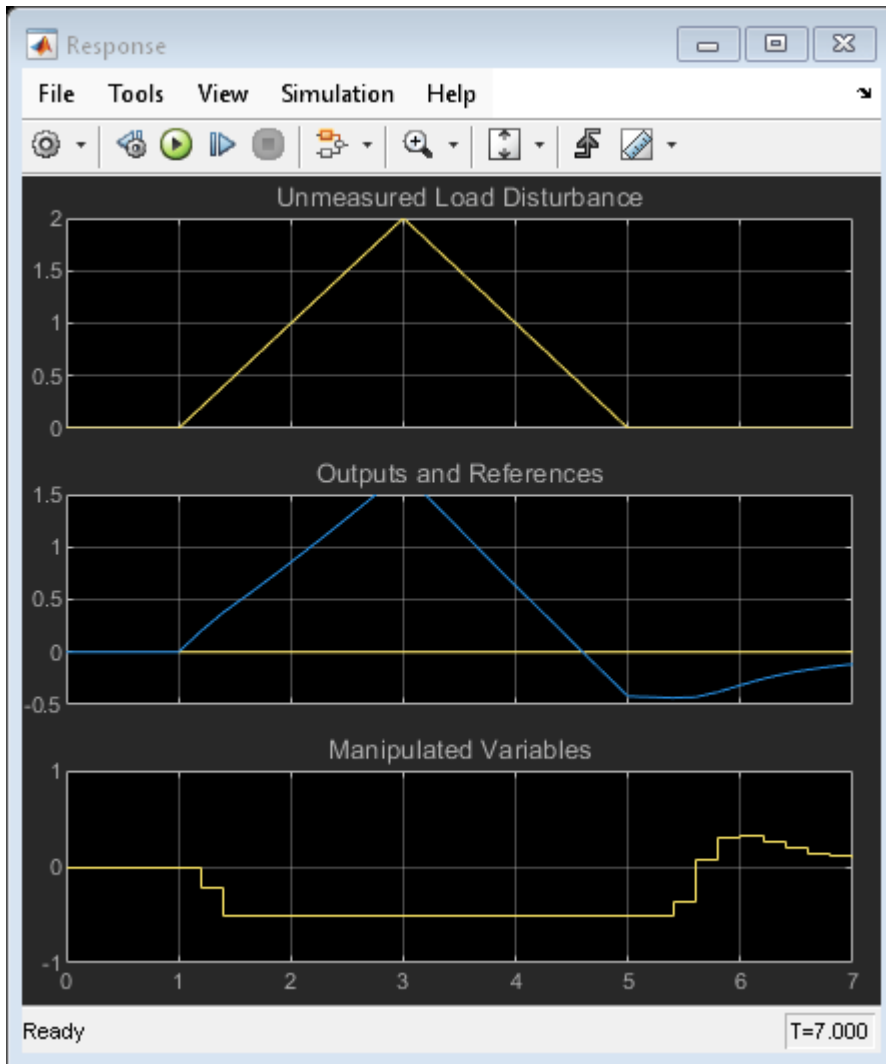 Response
File Tools View Simulation Help
Unmeasured Load Disturbance
2
1.5
1
0.5
0
Outputs and References
1.5
1
0.5
0
-0.5
Manipulated Variables
1
0
-1
0 1 2 3 4 5 6 7
Ready T=7.000